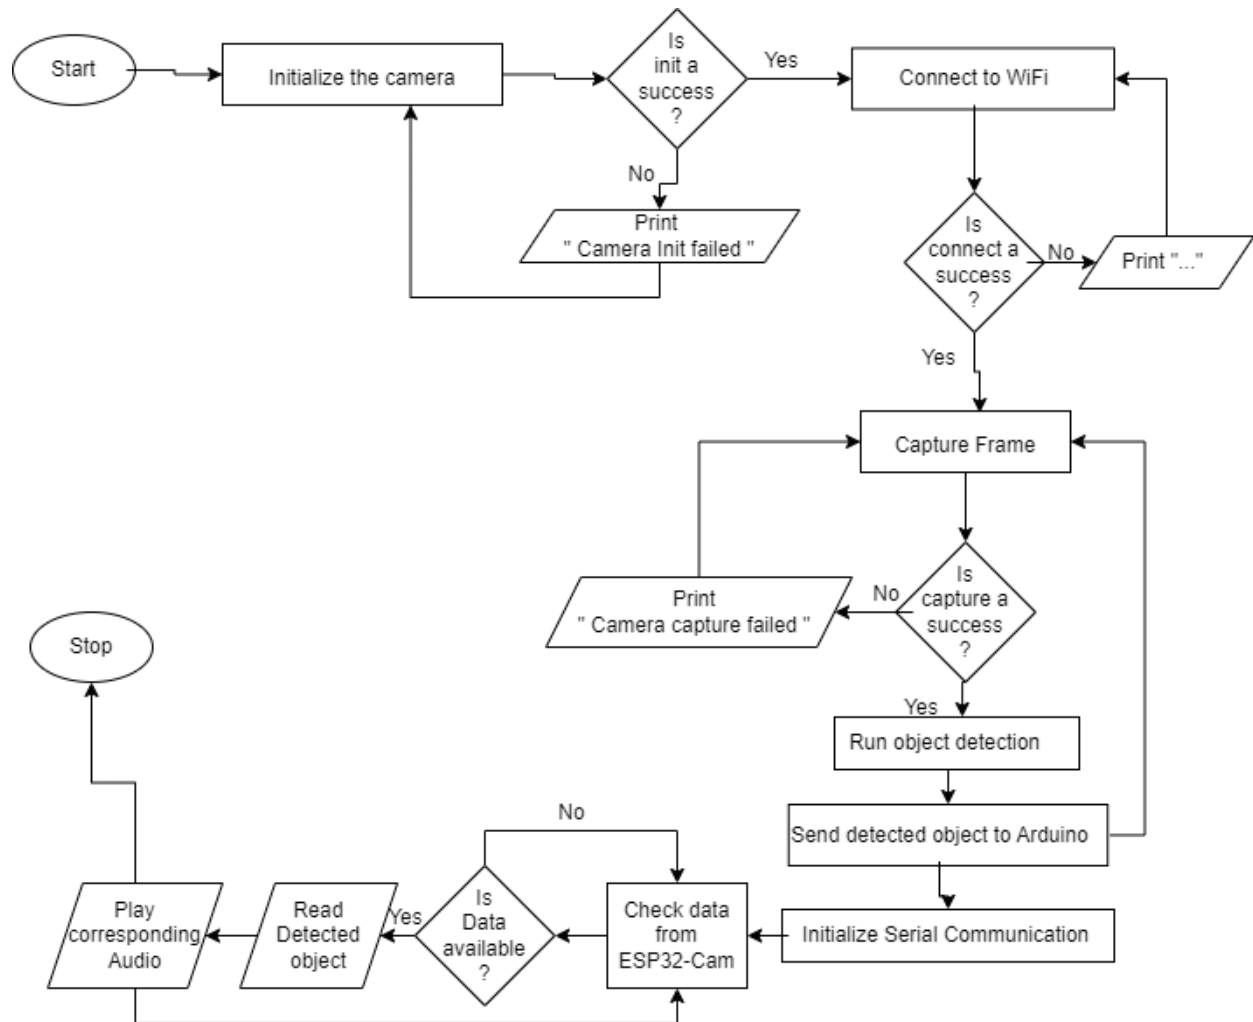 Start
Initialize the camera
Is
init a
success
?
Yes
Connect to WiFi
No
Print
" Camera Init failed "
Is
connect a
success
?
No
Print "..."
Yes
Capture Frame
Is
capture a
success
?
No
Print
" Camera capture failed "
Yes
Run object detection
Send detected object to Arduino
Initialize Serial Communication
Check data
from
ESP32-Cam
Is
Data
available
?
No
Yes
Read
Detected
object
Play
corresponding
Audio
Stop